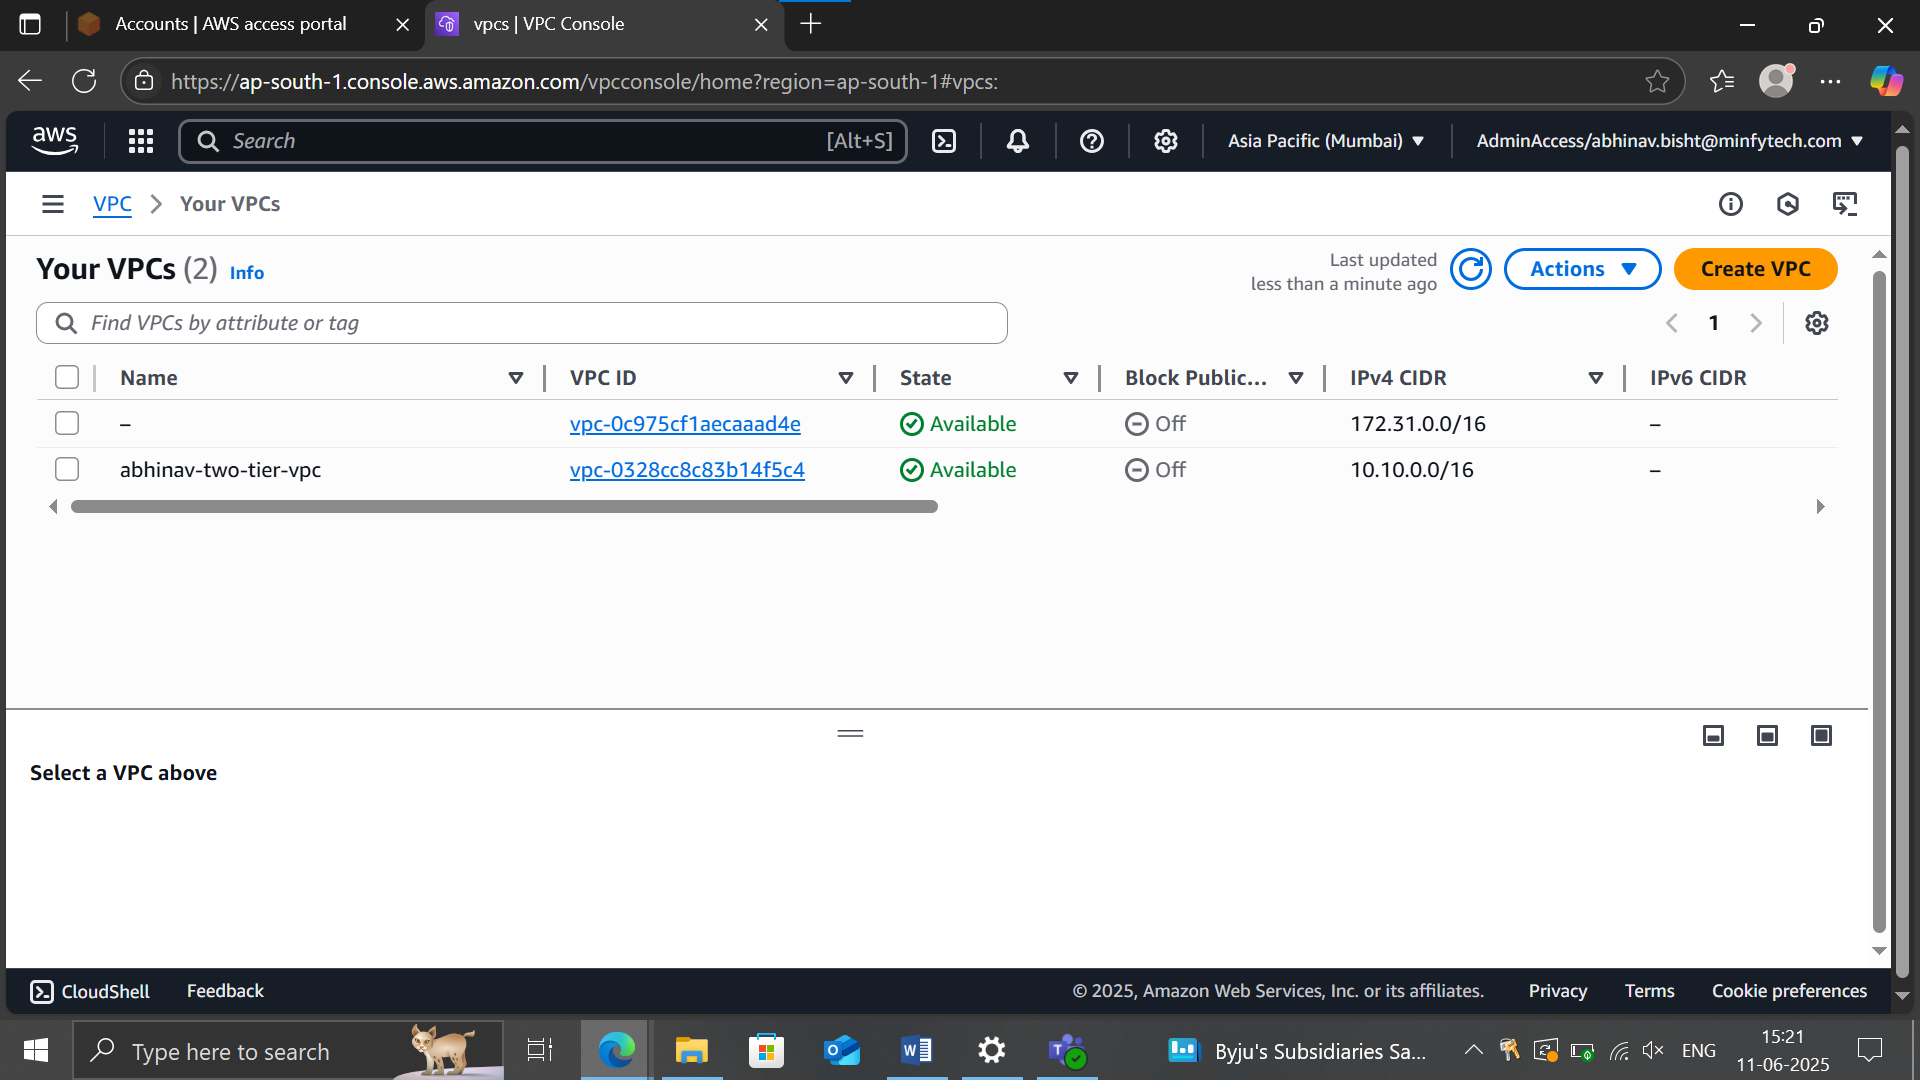 Accounts | AWS access portal
vpcs | VPC Console
https://ap-south-1.console.aws.amazon.com/vpcconsole/home?region=ap-south-1#vpcs:
aws
Search
[Alt+S]
Asia Pacific (Mumbai)
AdminAccess/abhinav.bisht@minfytech.com
VPC
Your VPCs
Your VPCs (2) Info
Last updated
less than a minute ago
Actions
Create VPC
Find VPCs by attribute or tag
1
Name VPC ID State Block Public... IPv4 CIDR IPv6 CIDR
– vpc-0c975cf1aecaaad4e Available Off 172.31.0.0/16 –
abhinav-two-tier-vpc vpc-0328cc8c83b14f5c4 Available Off 10.10.0.0/16 –
Select a VPC above
CloudShell Feedback © 2025, Amazon Web Services, Inc. or its affiliates. Privacy Terms Cookie preferences
Type here to search
Byju's Subsidiaries Sa...
ENG
15:21
11-06-2025